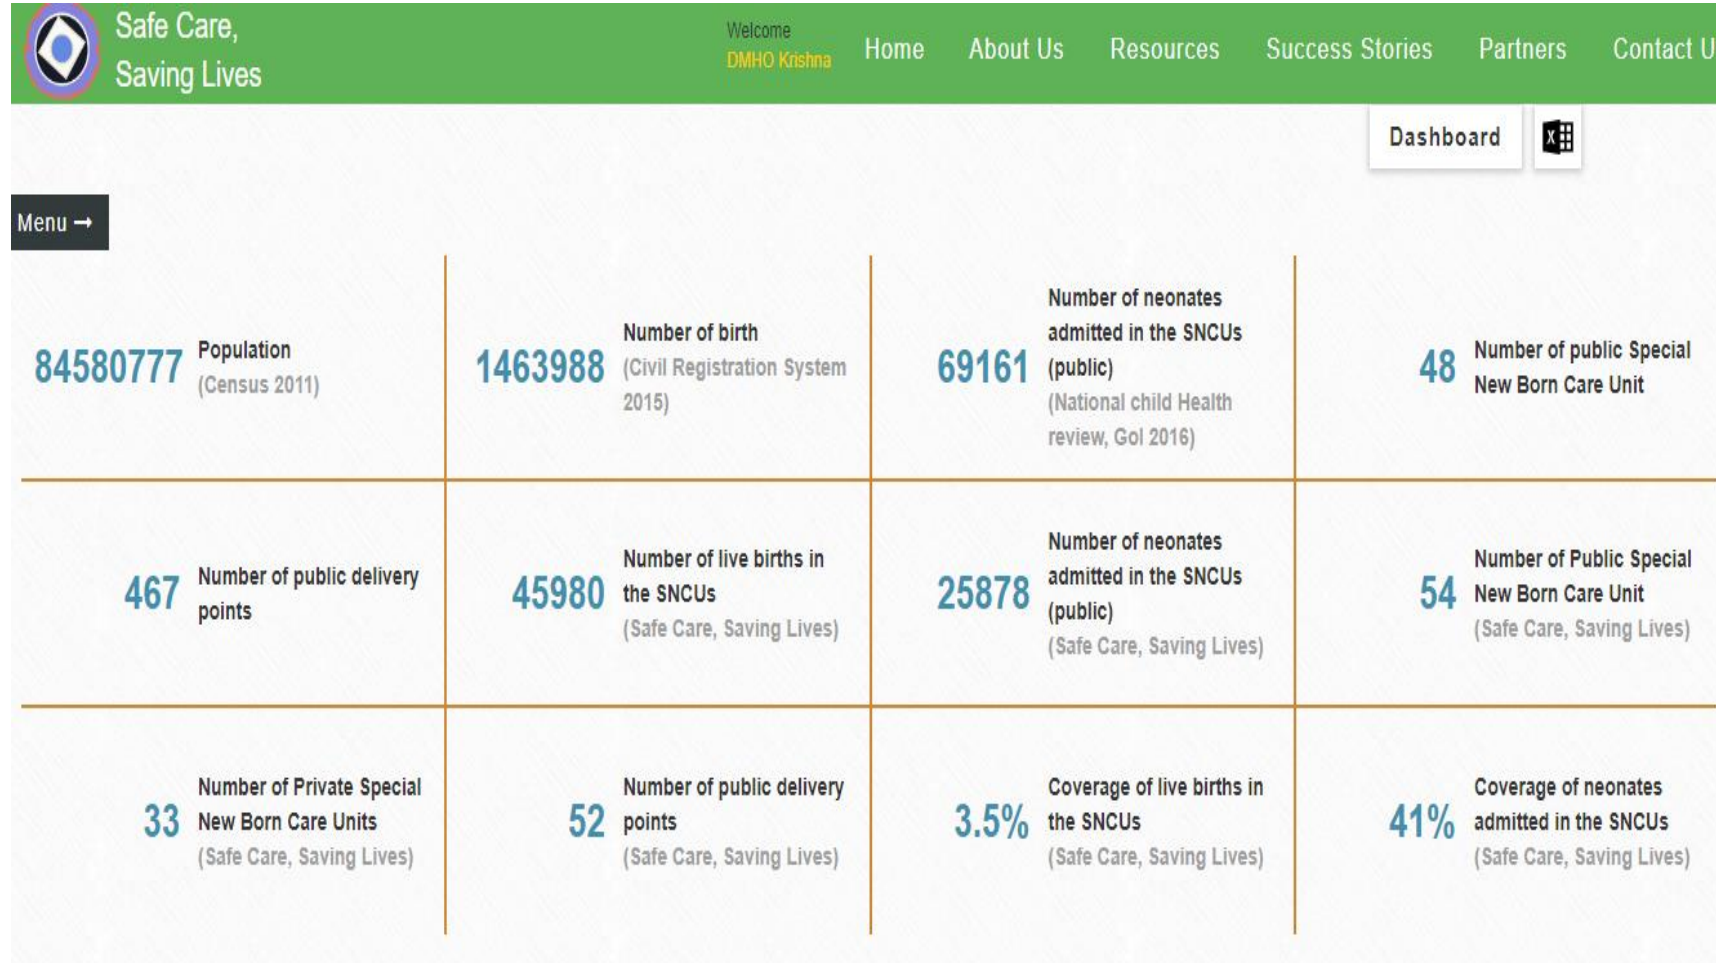 Safe Care,
Saving Lives
Welcome
DMHO Krishna
Home
About Us
Resources
Success Stories
Partners
Contact U
Dashboard
Menu →
84580777
Population
(Census 2011)
1463988
Number of birth
(Civil Registration System
2015)
69161
Number of neonates
admitted in the SNCUs
(public)
(National child Health
review, GoI 2016)
48
Number of public Special
New Born Care Unit
467
Number of public delivery
points
45980
Number of live births in
the SNCUs
(Safe Care, Saving Lives)
25878
Number of neonates
admitted in the SNCUs
(public)
(Safe Care, Saving Lives)
54
Number of Public Special
New Born Care Unit
(Safe Care, Saving Lives)
33
Number of Private Special
New Born Care Units
(Safe Care, Saving Lives)
52
Number of public delivery
points
(Safe Care, Saving Lives)
3.5%
Coverage of live births in
the SNCUs
(Safe Care, Saving Lives)
41%
Coverage of neonates
admitted in the SNCUs
(Safe Care, Saving Lives)